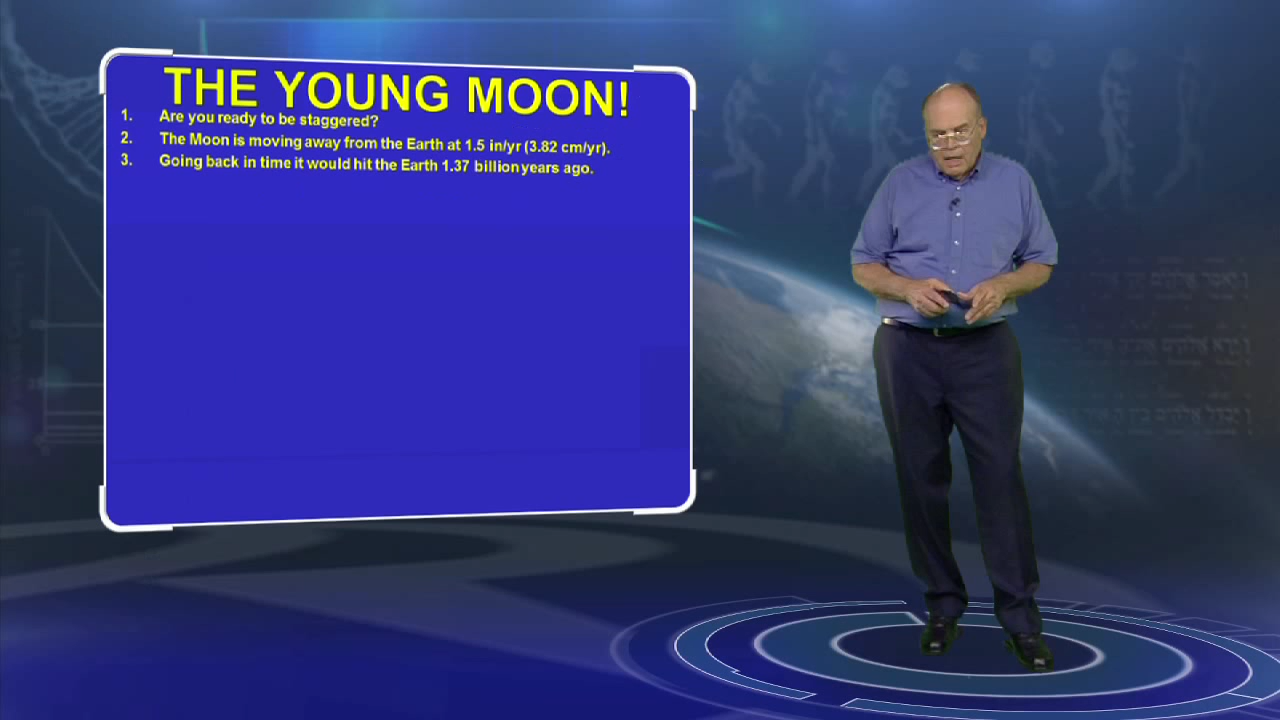 THE YOUNG MOON!
1. Are you ready to be staggered?
2. The Moon is moving away from the Earth at 1.5 in/yr (3.82 cm/yr).
3. Going back in time it would hit the Earth 1.37 billion years ago.